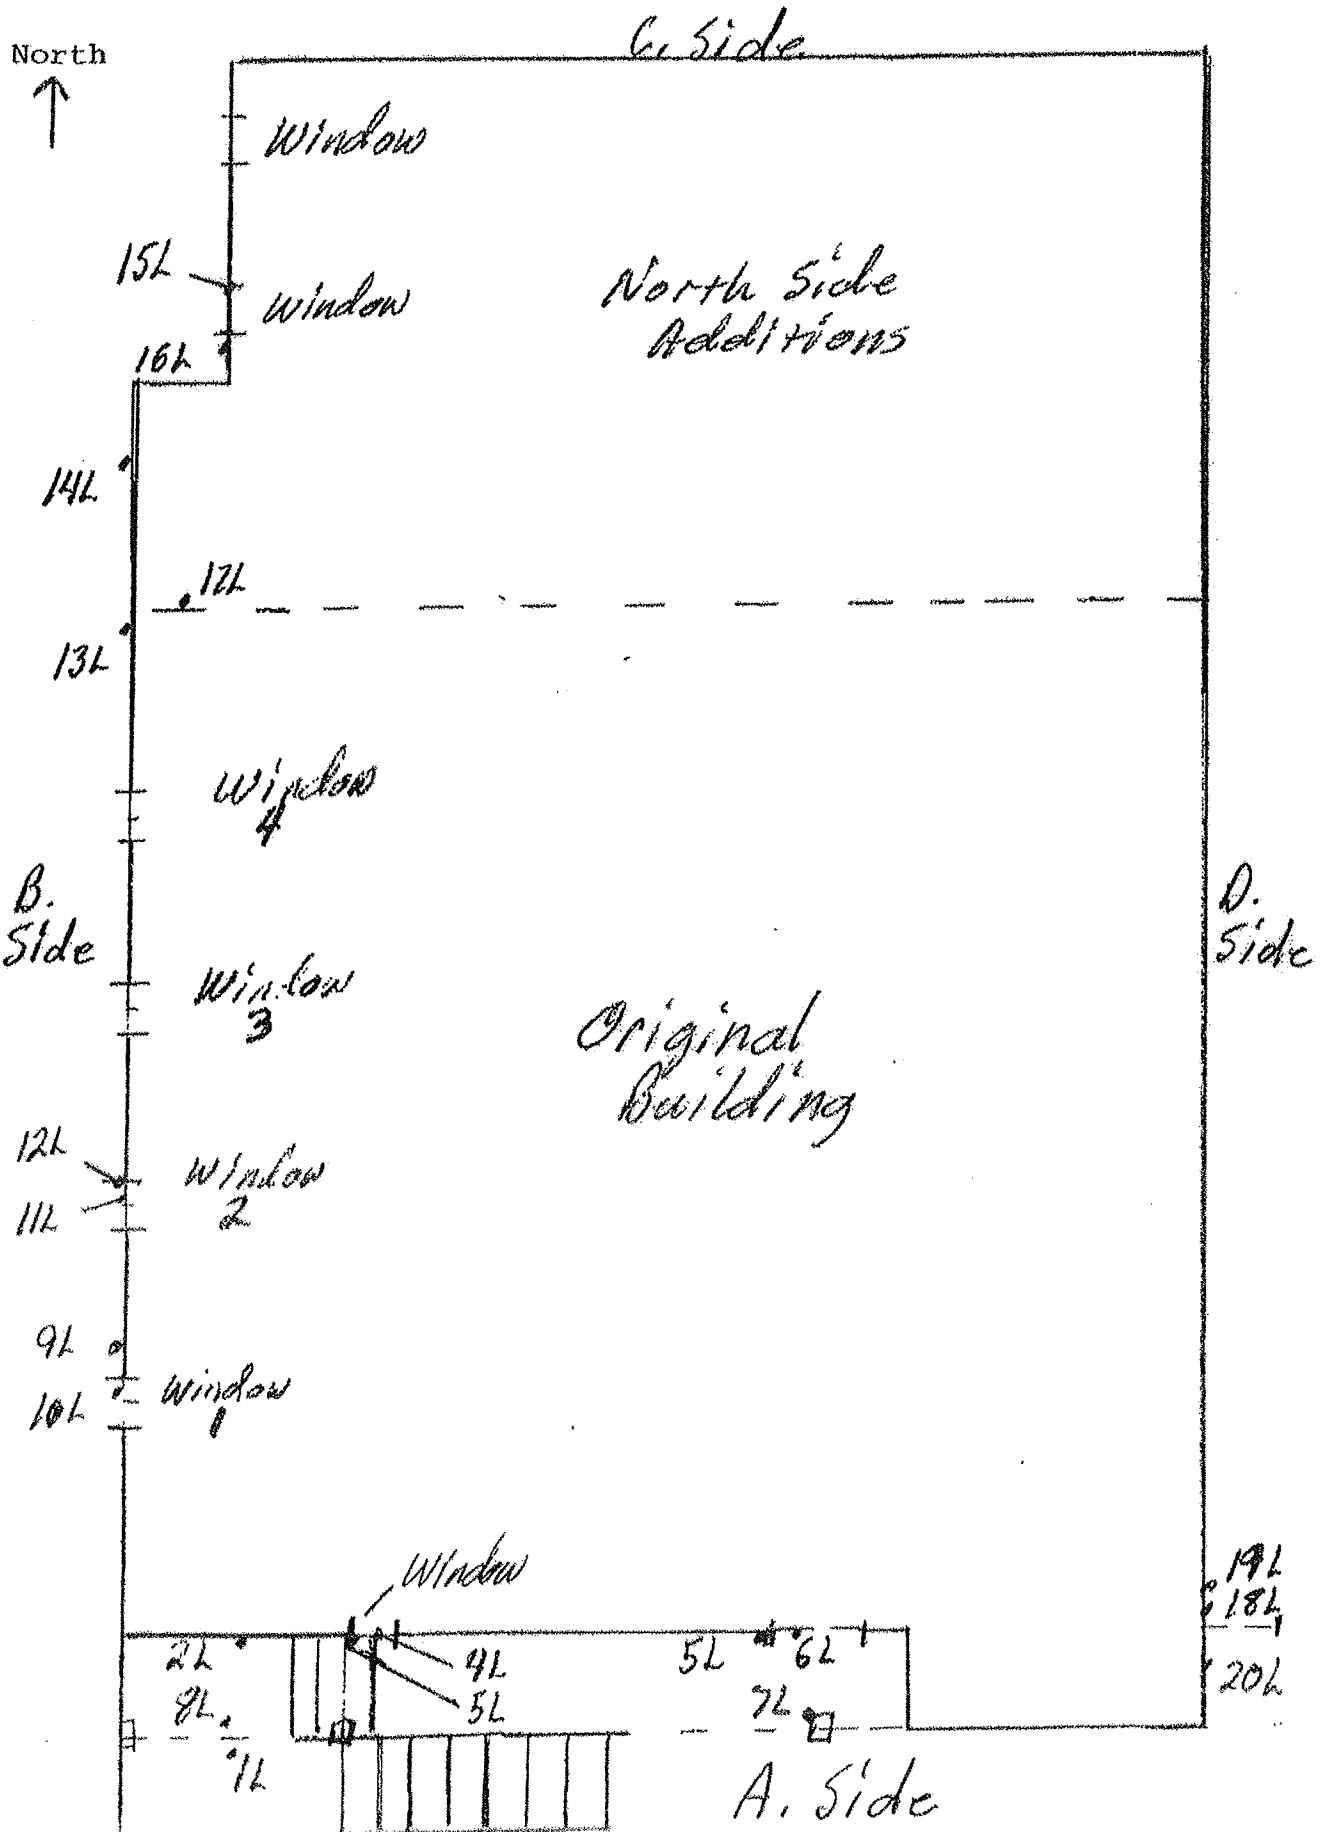 C. Side
North
Window
15L
Window
North Side
Additions
16L
14L
12L
13L
Window
4
B.
Side
D.
Side
Window
3
Original
Building
12L
Window
2
11L
9L
10L
Window
1
Window
19L
18L
2L
4L
5L
5L
6L
20L
8L
7L
1L
A. Side